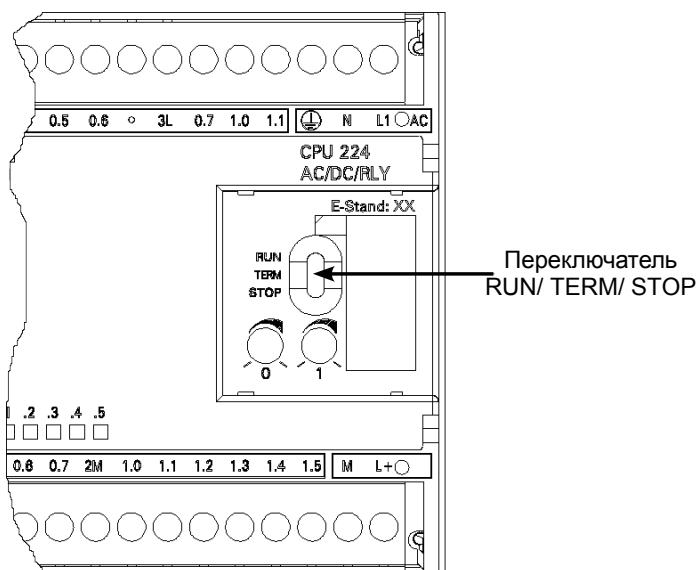 0.5 0.6 ∘ 3L 0.7 1.0 1.1 N L1 AC
CPU 224
AC/DC/RLY
E-Stand: XX
RUN
TERM
STOP
Переключатель
RUN/ TERM/ STOP
0 1
.2 .3 .4 .5
0.6 0.7 2M 1.0 1.1 1.2 1.3 1.4 1.5 M L+